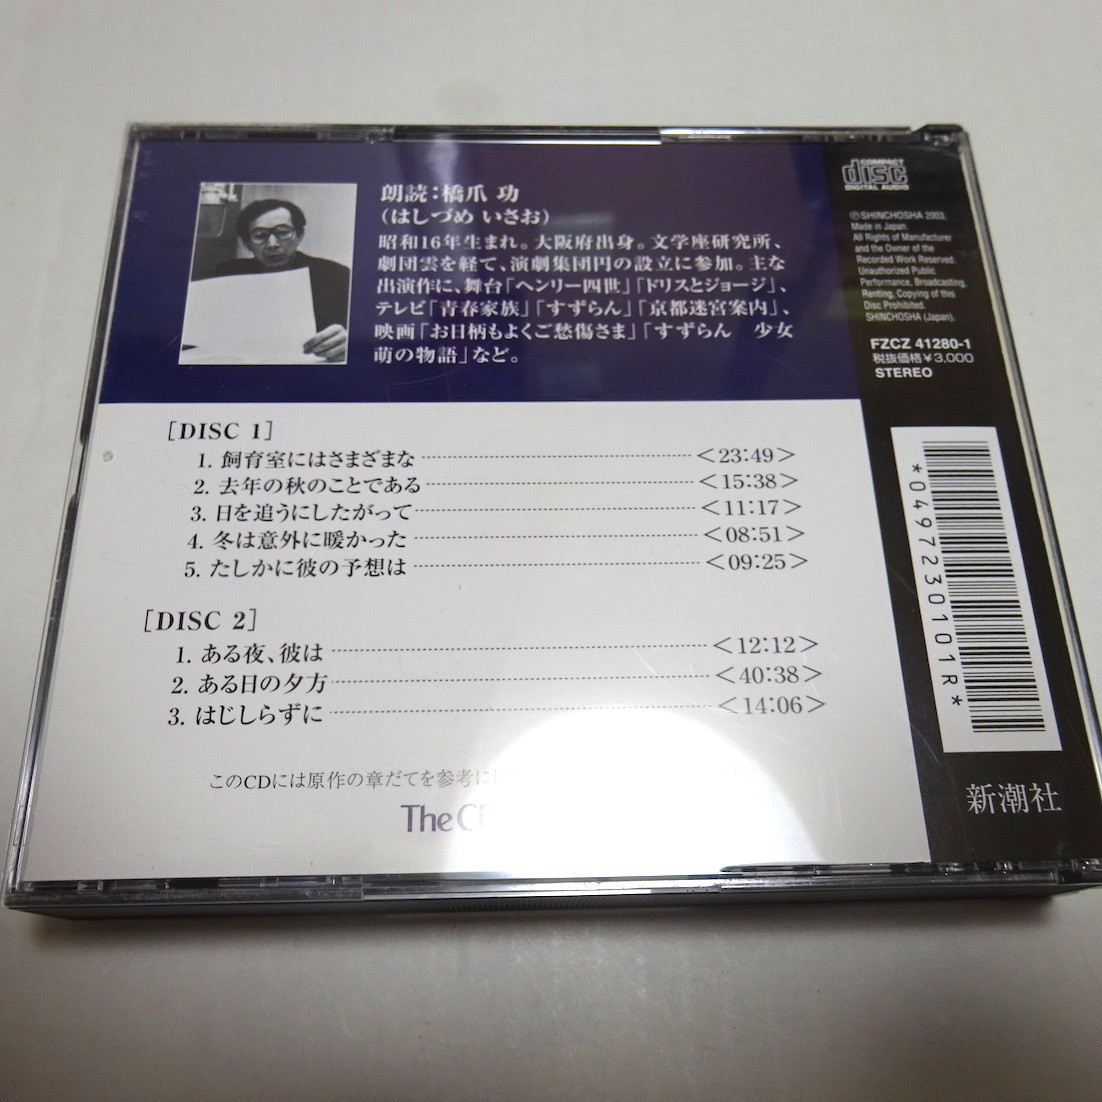 朗読：橋爪 功
（はしづめ いさお）
昭和16年生まれ。大阪府出身。文学座研究所、
劇団雲を経て、演劇集団円の設立に参加。主な
出演作に、舞台「ヘンリー四世」「ドリスとジョージ」、
テレビ「青春家族」「すずらん」「京都迷宮案内」、
映画「お日柄もよくご愁傷さま」「すずらん　少女
萌の物語」など。
COMPACT
disc
DIGITAL AUDIO
Ⓟ SHINCHOSHA 2003.
Made in Japan.
All Rights of Manufacturer
and the Owner of the
Recorded Work Reserved.
Unauthorized Public
Performance, Broadcasting,
Renting, Copying of this
Disc Prohibited.
SHINCHOSHA (Japan).
FZCZ 41280-1
税抜価格¥3,000
STEREO
［DISC 1］
1. 飼育室にはさまざまな <23:49>
2. 去年の秋のことである <15:38>
3. 日を追うにしたがって <11:17>
4. 冬は意外に暖かった <08:51>
5. たしかに彼の予想は <09:25>
［DISC 2］
1. ある夜、彼は <12:12>
2. ある日の夕方 <40:38>
3. はじしらずに <14:06>
このCDには原作の章だてを参考に
The
*04972301 01R*
新潮社